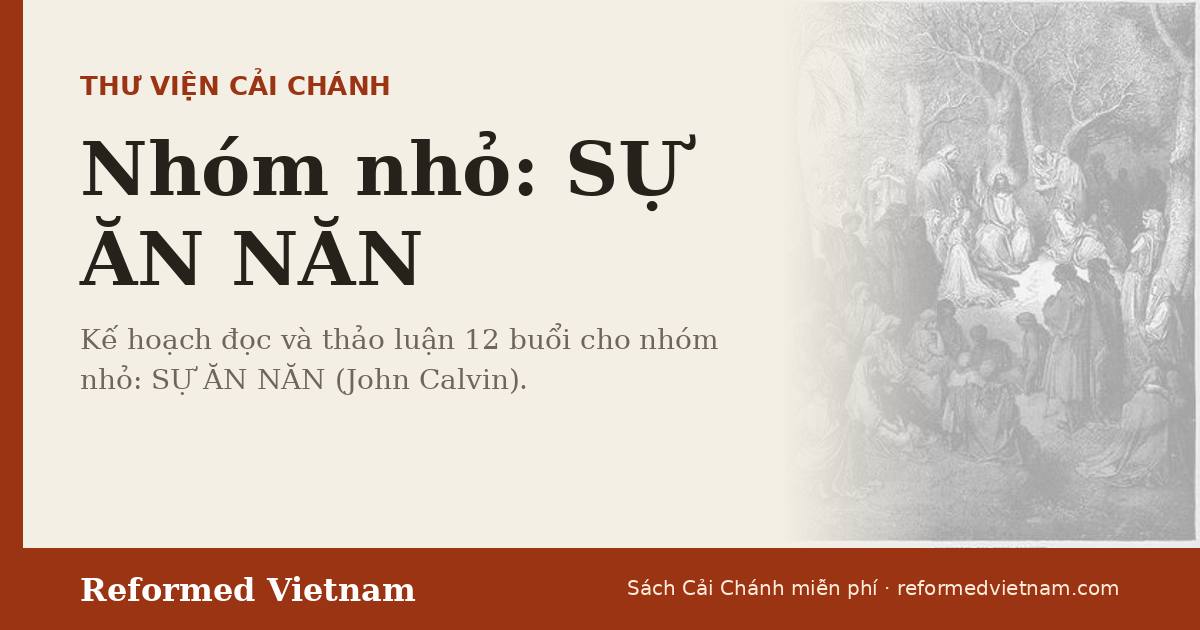 THƯ VIỆN CẢI CHÁNH
Nhóm nhỏ: SỰ
ĂN NĂN
Kế hoạch đọc và thảo luận 12 buổi cho nhóm
nhỏ: SỰ ĂN NĂN (John Calvin).
Reformed Vietnam
Sách Cải Chánh miễn phí · reformedvietnam.com